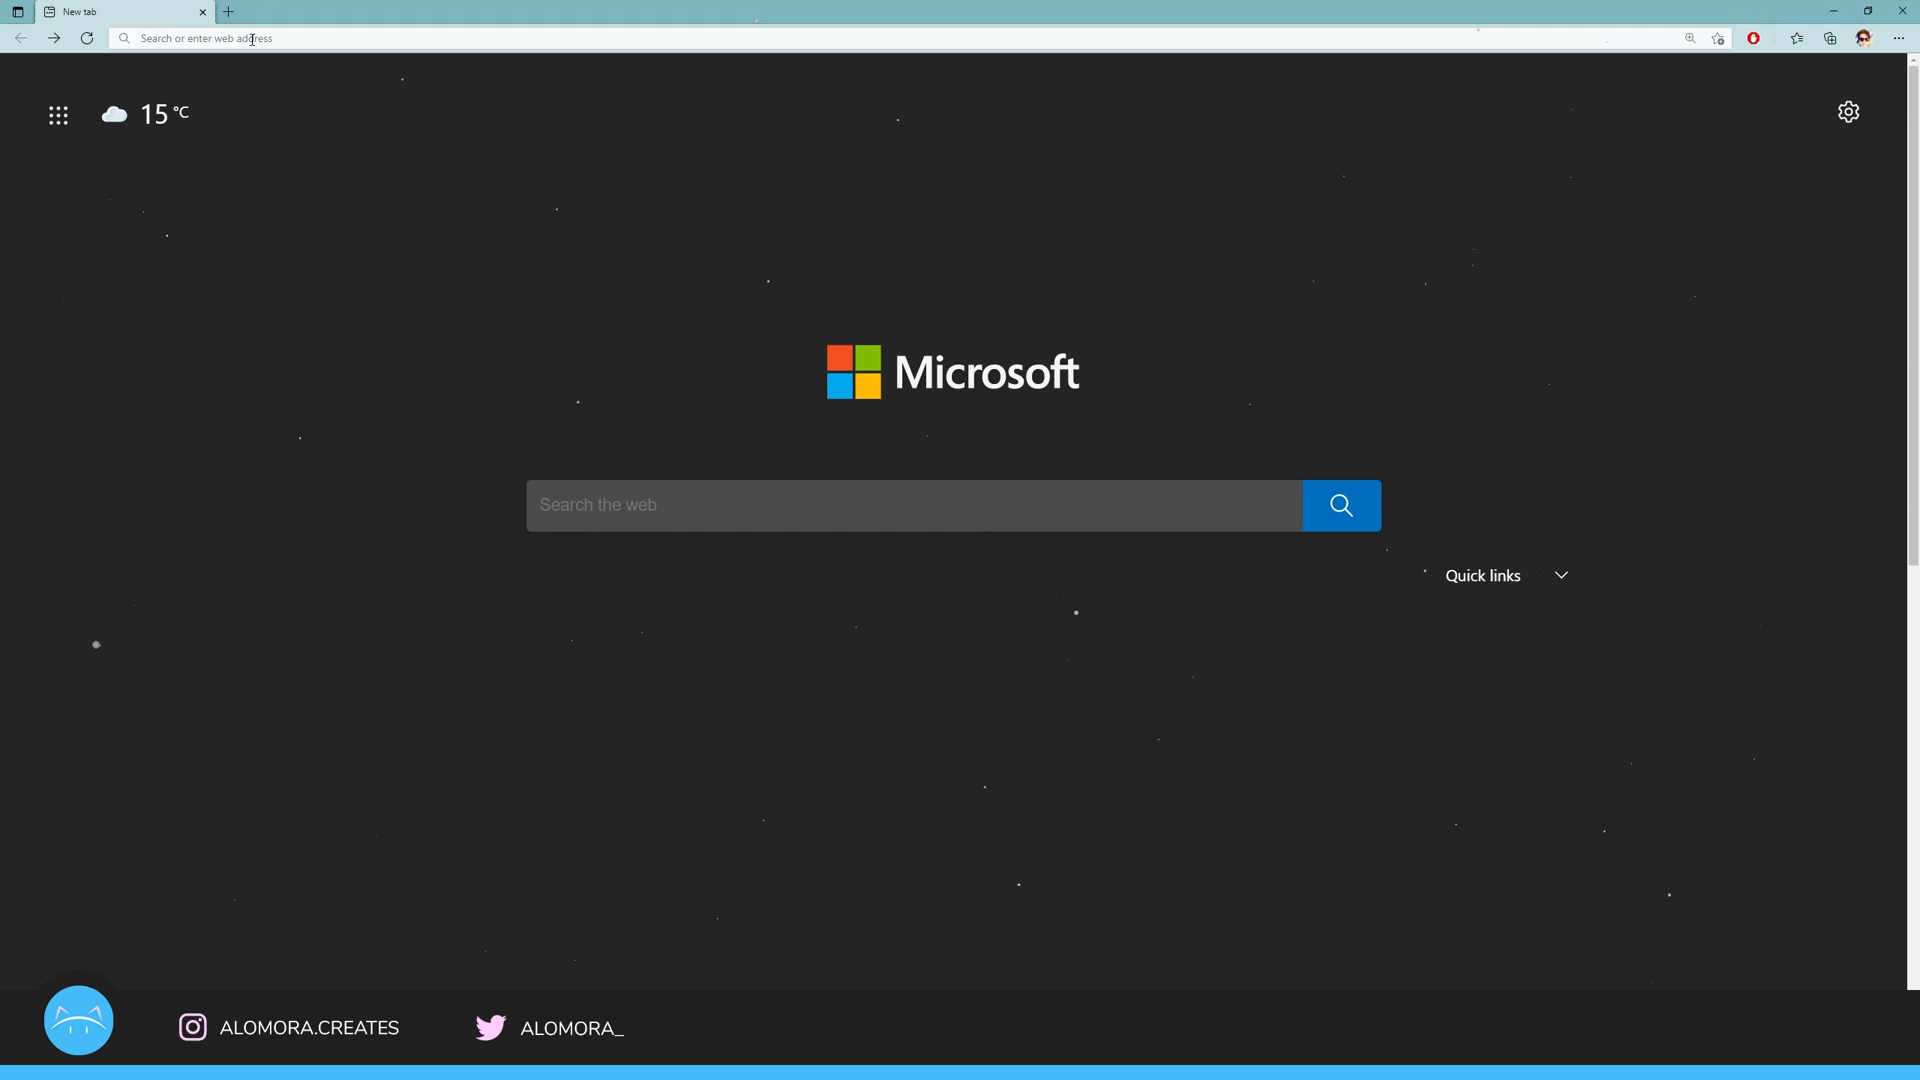 New tab
Search or enter web address
15 °C
Microsoft
Search the web
Quick links
ALOMORA.CREATES
ALOMORA_